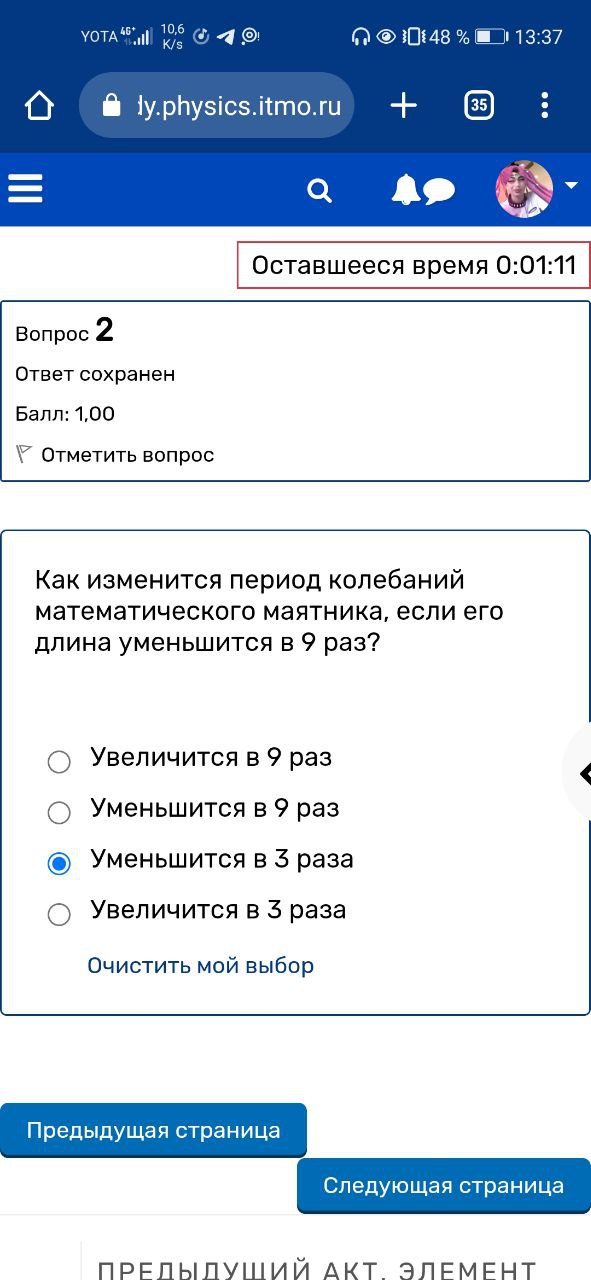 YOTA 4G 10,6 K/s 48 % 13:37
ly.physics.itmo.ru 35
Оставшееся время 0:01:11
Вопрос 2
Ответ сохранен
Балл: 1,00
Отметить вопрос
Как изменится период колебаний
математического маятника, если его
длина уменьшится в 9 раз?
Увеличится в 9 раз
Уменьшится в 9 раз
Уменьшится в 3 раза
Увеличится в 3 раза
Очистить мой выбор
Предыдущая страница
Следующая страница
ПРЕДЫДУЩИЙ АКТ. ЭЛЕМЕНТ